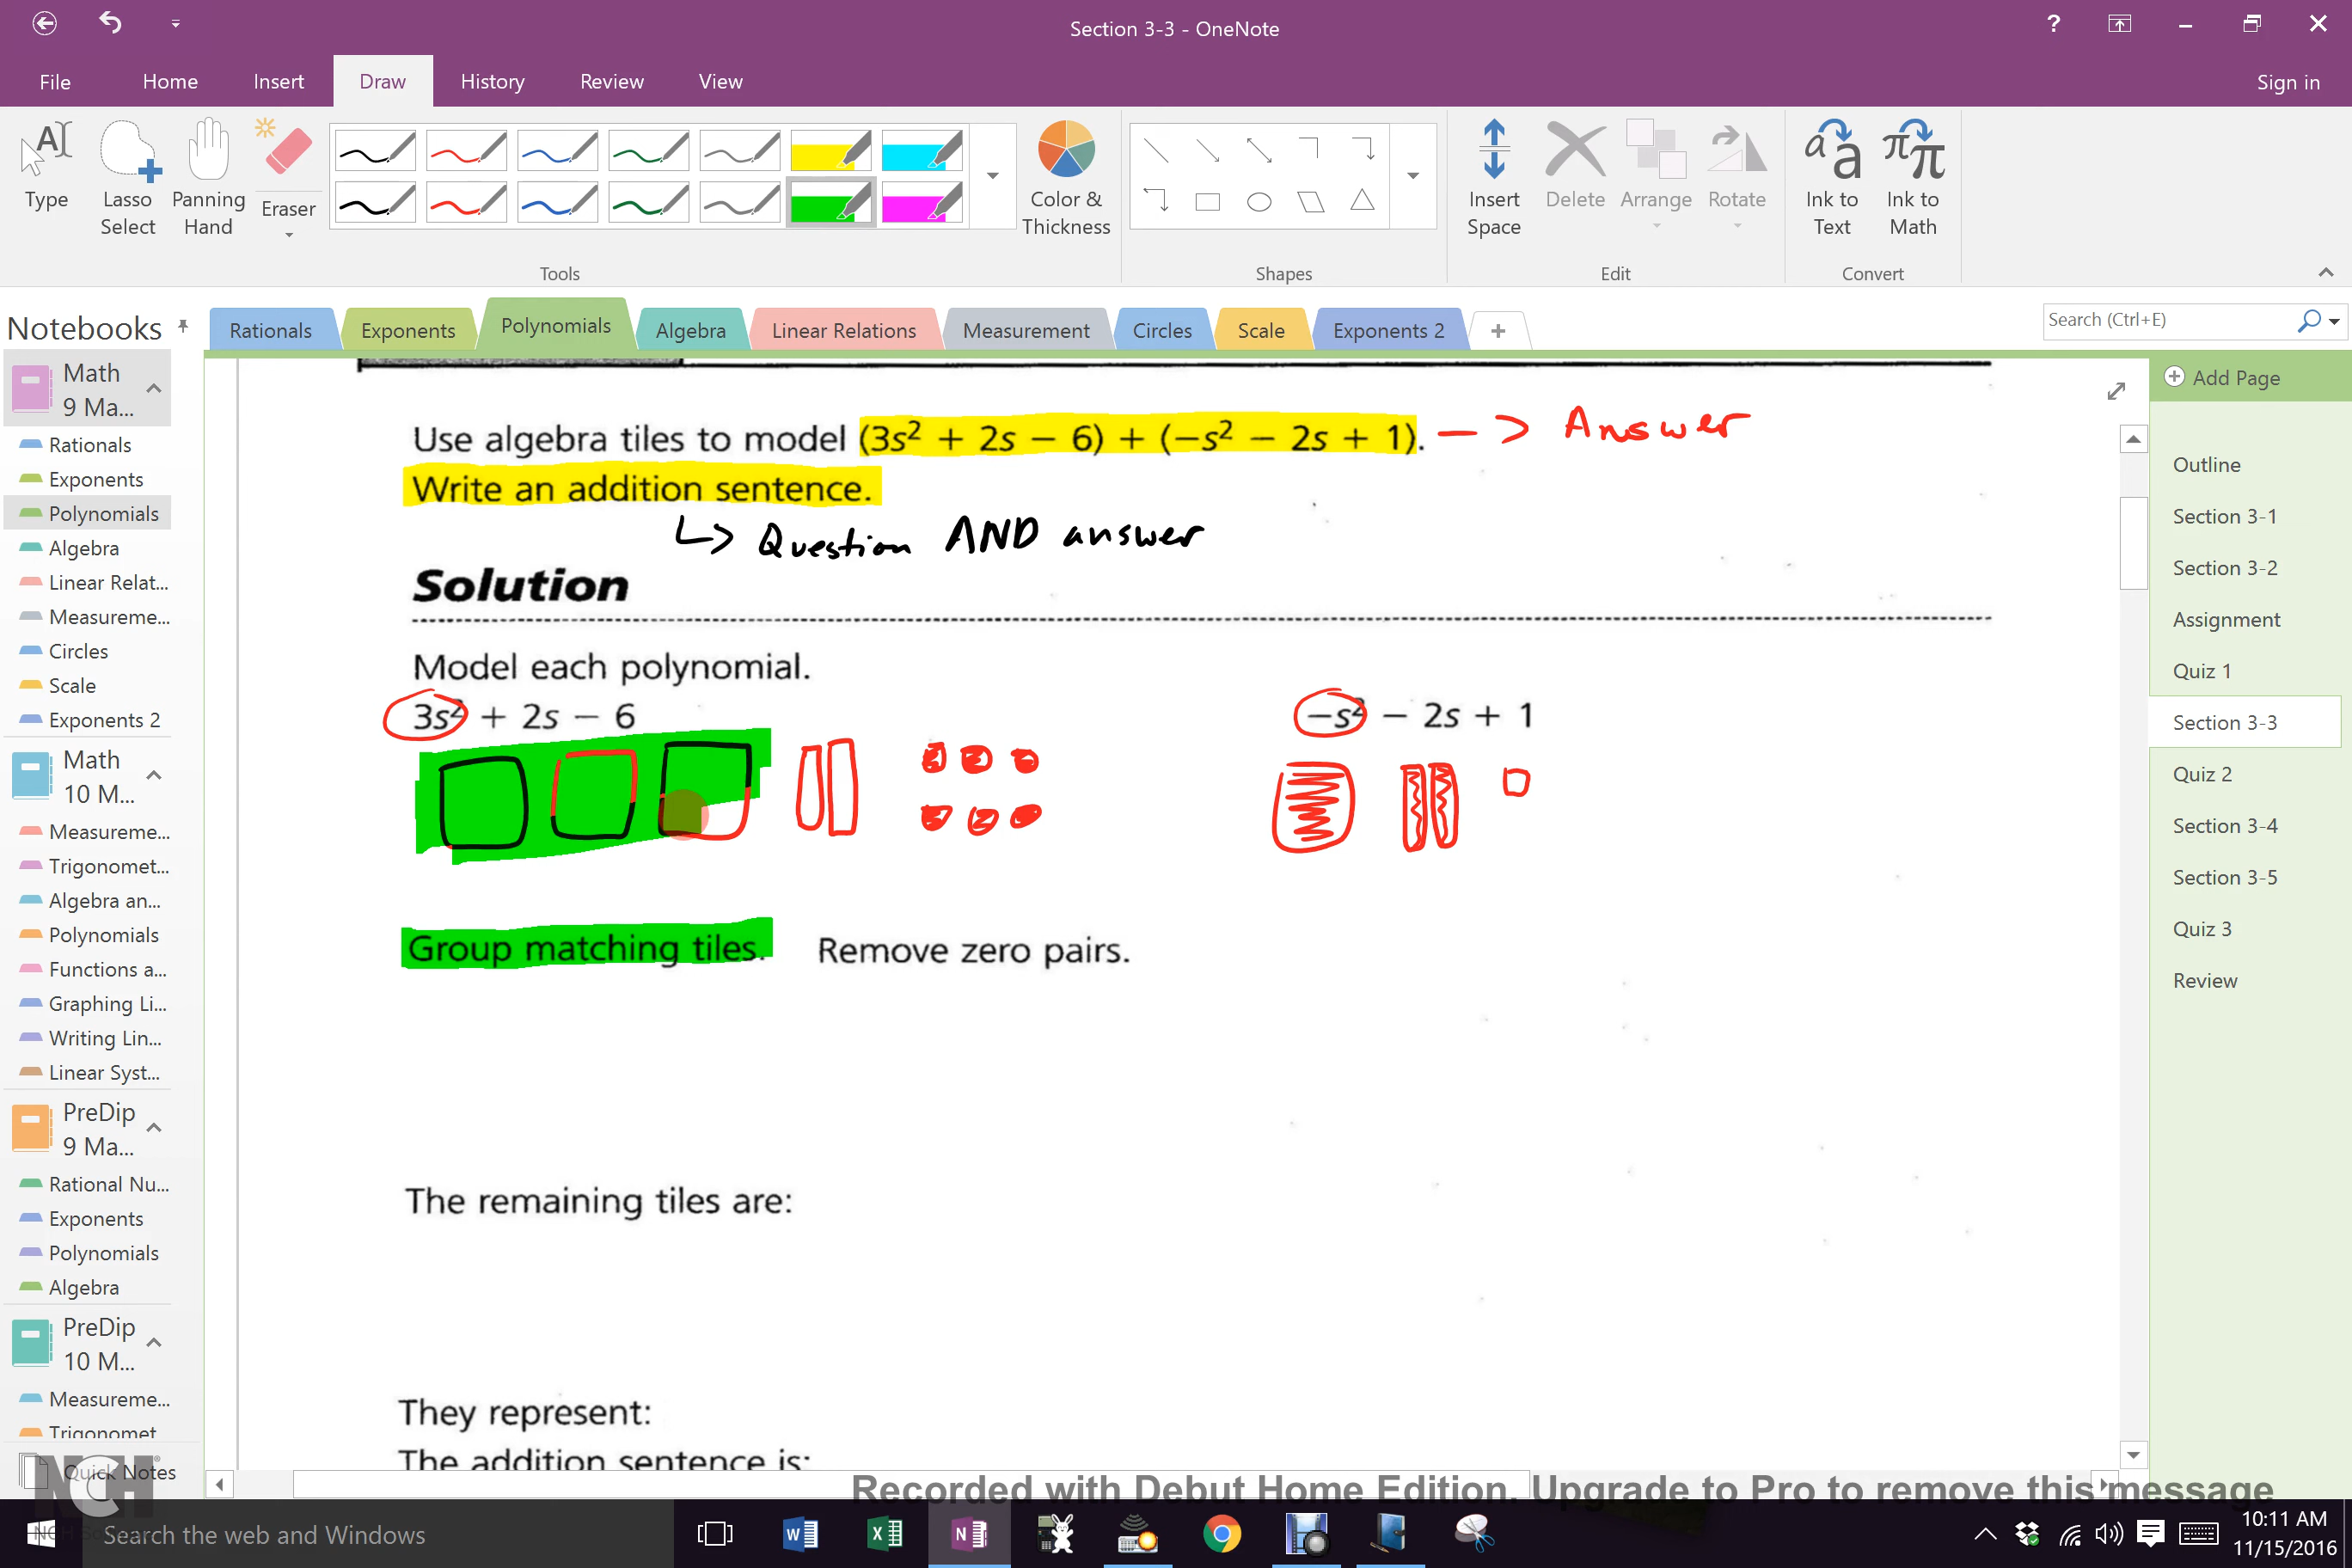 Section 3-3 - OneNote
?
File Home Insert Draw History Review View
Sign in
Type
Lasso Select
Panning Hand
Eraser
Color & Thickness
Insert Space
Delete
Arrange
Rotate
Ink to Text
Ink to Math
Tools
Shapes
Edit
Convert
Notebooks
Rationals Exponents Polynomials Algebra Linear Relations Measurement Circles Scale Exponents 2 +
Search (Ctrl+E)
Math 9 Ma...
Rationals
Exponents
Polynomials
Algebra
Linear Relat...
Measureme...
Circles
Scale
Exponents 2
Math 10 M...
Measureme...
Trigonomet...
Algebra an...
Polynomials
Functions a...
Graphing Li...
Writing Lin...
Linear Syst...
PreDip 9 Ma...
Rational Nu...
Exponents
Polynomials
Algebra
PreDip 10 M...
Measureme...
Trigonomet
Quick Notes
Use algebra tiles to model (3s² + 2s − 6) + (−s² − 2s + 1). —> Answer
Write an addition sentence.
↳ Question AND answer
Solution
Model each polynomial.
3s² + 2s − 6
−s² − 2s + 1
Group matching tiles. Remove zero pairs.
The remaining tiles are:
They represent:
The addition sentence is:
Add Page
Outline
Section 3-1
Section 3-2
Assignment
Quiz 1
Section 3-3
Quiz 2
Section 3-4
Section 3-5
Quiz 3
Review
Recorded with Debut Home Edition. Upgrade to Pro to remove this message
NCH
Search the web and Windows
10:11 AM
11/15/2016